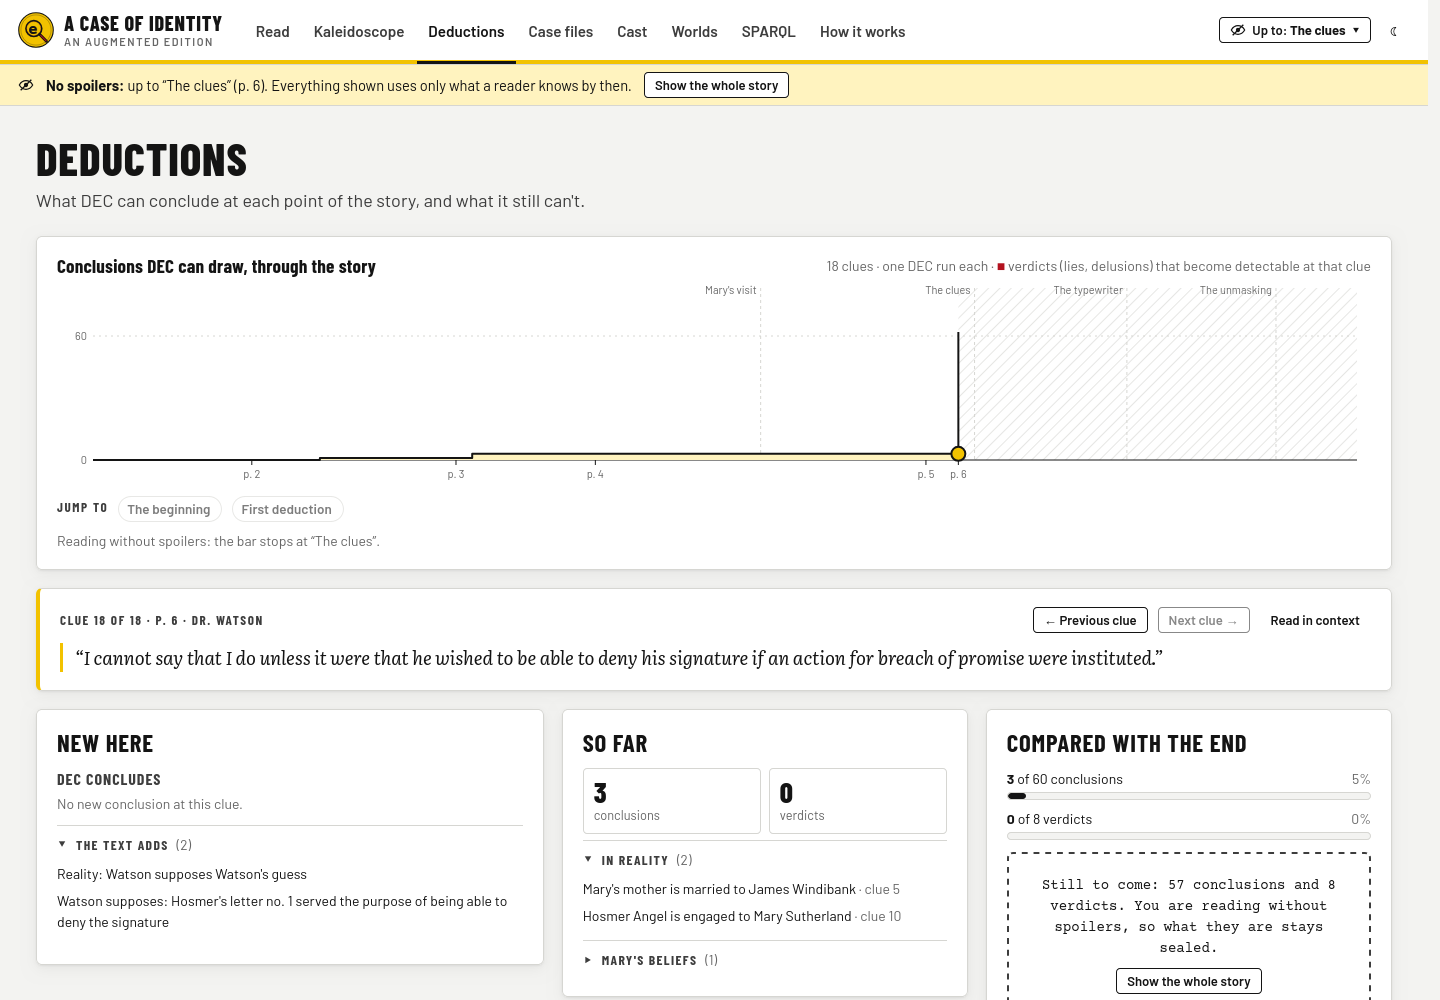 A CASE OF IDENTITY
AN AUGMENTED EDITION
Read
Kaleidoscope
Deductions
Case files
Cast
Worlds
SPARQL
How it works
Up to: The clues ▼
No spoilers: up to “The clues” (p. 6). Everything shown uses only what a reader knows by then.
Show the whole story
DEDUCTIONS
What DEC can conclude at each point of the story, and what it still can't.
Conclusions DEC can draw, through the story
18 clues · one DEC run each · ■ verdicts (lies, delusions) that become detectable at that clue
Mary's visit
The clues
The typewriter
The unmasking
60
0
p. 2
p. 3
p. 4
p. 5
p. 6
JUMP TO
The beginning
First deduction
Reading without spoilers: the bar stops at “The clues”.
CLUE 18 OF 18 · P. 6 · DR. WATSON
← Previous clue
Next clue →
Read in context
“I cannot say that I do unless it were that he wished to be able to deny his signature if an action for breach of promise were instituted.”
NEW HERE
DEC CONCLUDES
No new conclusion at this clue.
▼ THE TEXT ADDS (2)
Reality: Watson supposes Watson's guess
Watson supposes: Hosmer's letter no. 1 served the purpose of being able to
deny the signature
SO FAR
3
conclusions
0
verdicts
▼ IN REALITY (2)
Mary's mother is married to James Windibank · clue 5
Hosmer Angel is engaged to Mary Sutherland · clue 10
► MARY'S BELIEFS (1)
COMPARED WITH THE END
3 of 60 conclusions 5%
0 of 8 verdicts 0%
Still to come: 57 conclusions and 8
verdicts. You are reading without
spoilers, so what they are stays
sealed.
Show the whole story